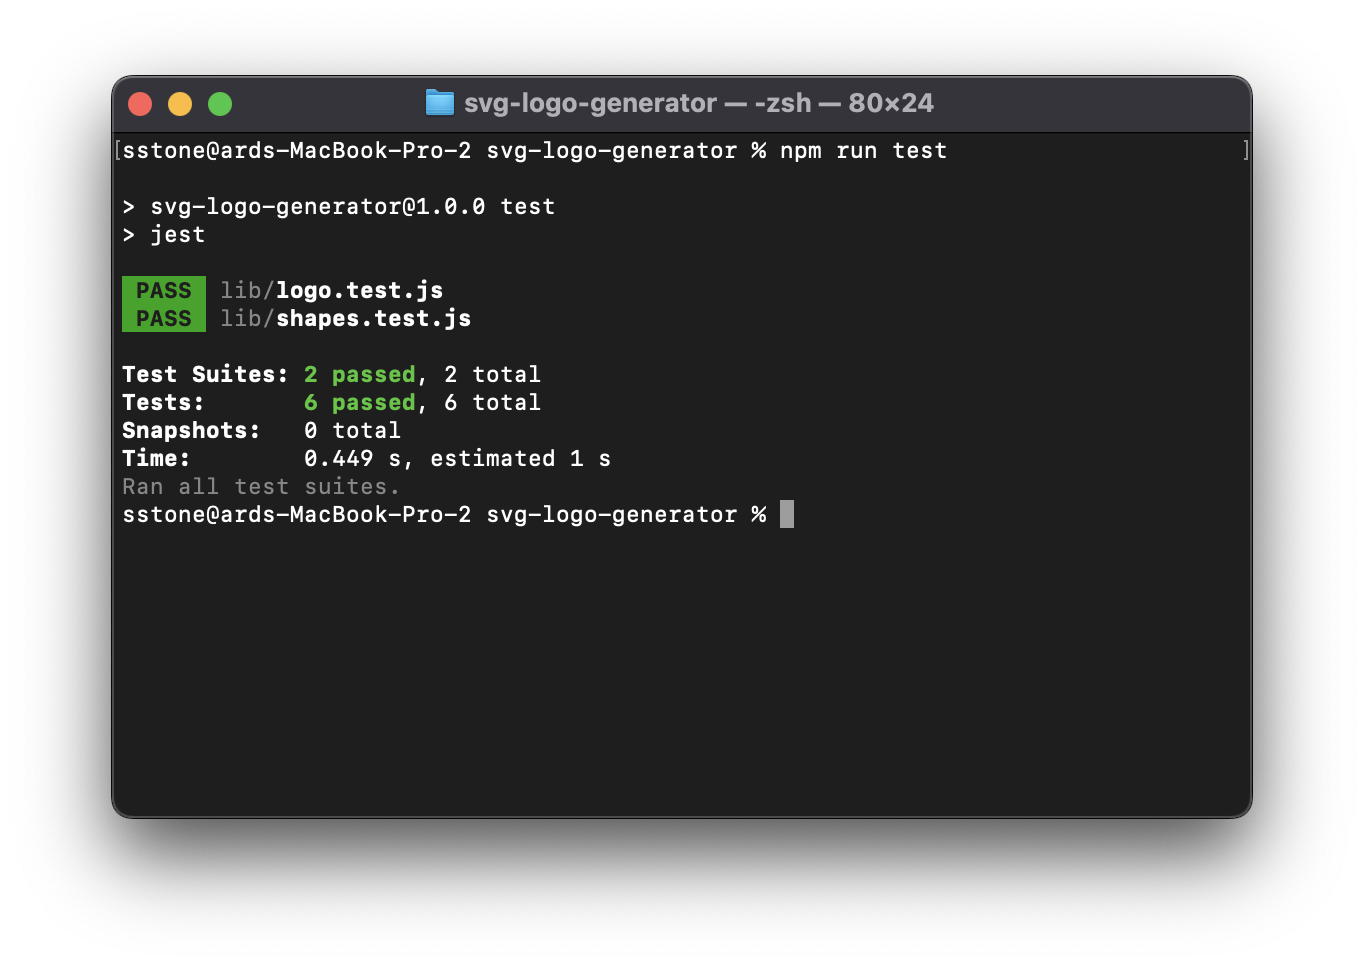 svg-logo-generator — -zsh — 80×24
[sstone@ards-MacBook-Pro-2 svg-logo-generator % npm run test ]
> svg-logo-generator@1.0.0 test
> jest
PASS lib/logo.test.js
PASS lib/shapes.test.js
Test Suites: 2 passed, 2 total
Tests: 6 passed, 6 total
Snapshots: 0 total
Time: 0.449 s, estimated 1 s
Ran all test suites.
sstone@ards-MacBook-Pro-2 svg-logo-generator %